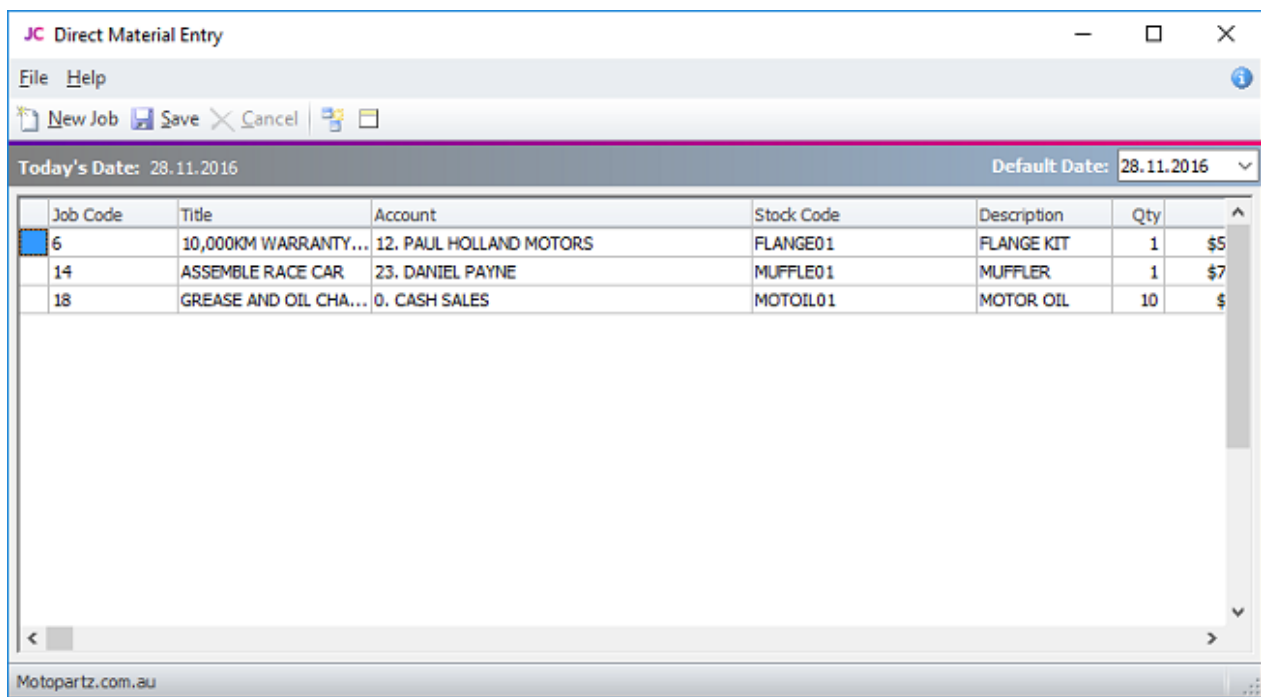 JC Direct Material Entry
File Help
New Job Save Cancel
Today's Date: 28.11.2016 Default Date: 28.11.2016
Job Code Title Account Stock Code Description Qty
6 10,000KM WARRANTY... 12. PAUL HOLLAND MOTORS FLANGE01 FLANGE KIT 1 $5
14 ASSEMBLE RACE CAR 23. DANIEL PAYNE MUFFLE01 MUFFLER 1 $7
18 GREASE AND OIL CHA... 0. CASH SALES MOTOIL01 MOTOR OIL 10 $
Motopartz.com.au